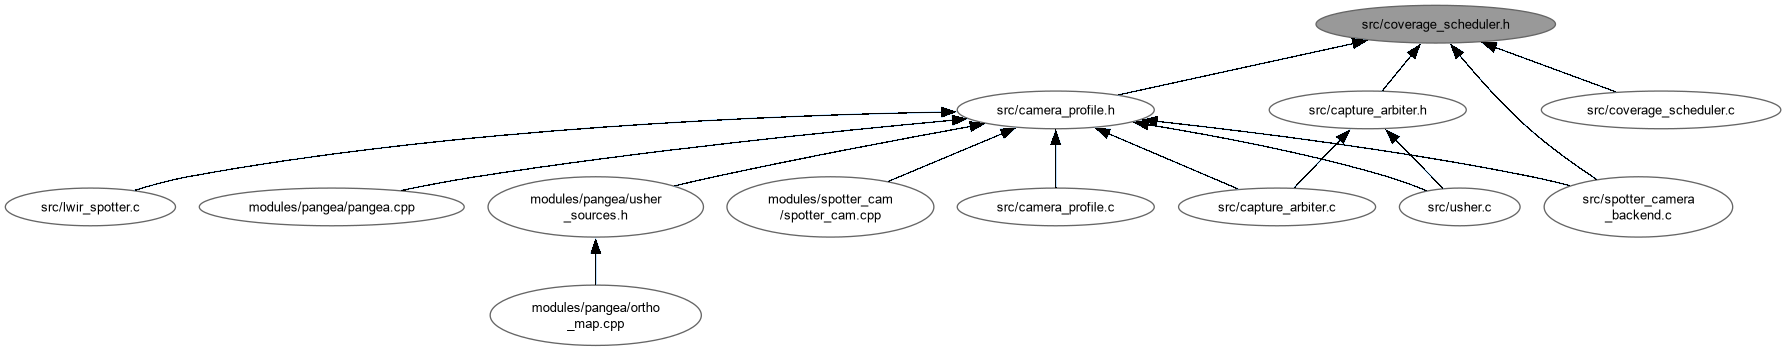 src/coverage_scheduler.h
src/camera_profile.h
src/capture_arbiter.h
src/coverage_scheduler.c
src/lwir_spotter.c
modules/pangea/pangea.cpp
modules/pangea/usher
_sources.h
modules/spotter_cam
/spotter_cam.cpp
src/camera_profile.c
src/capture_arbiter.c
src/usher.c
src/spotter_camera
_backend.c
modules/pangea/ortho
_map.cpp